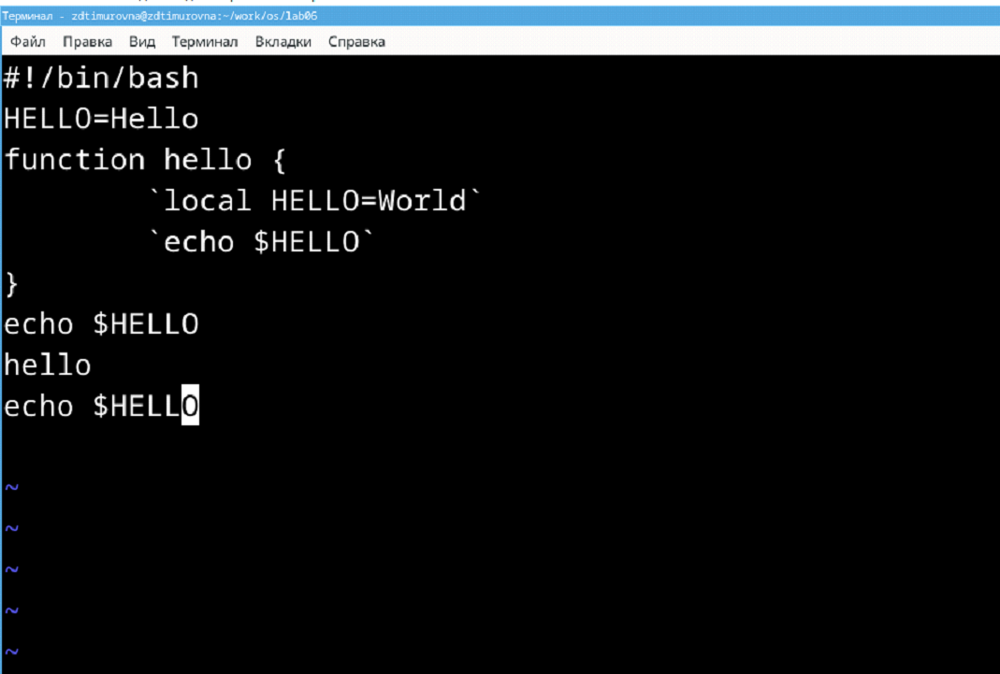 Терминал - zdtimurovna@zdtimurovna:~/work/os/lab06
Файл Правка Вид Терминал Вкладки Справка
#!/bin/bash
HELLO=Hello
function hello {
`local HELLO=World`
`echo $HELLO`
}
echo $HELLO
hello
echo $HELLO
~
~
~
~
~